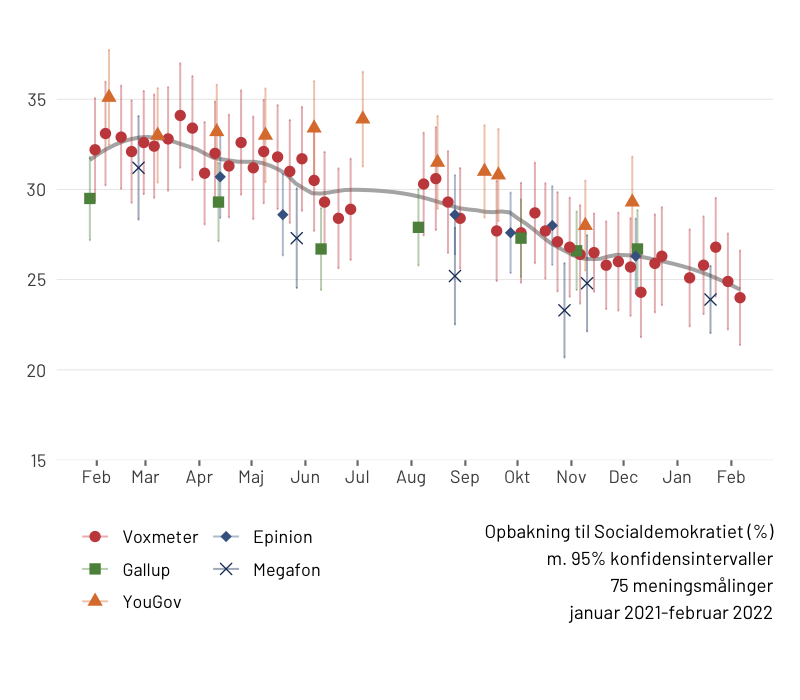 35
30
25
20
15
Feb Mar Apr Maj Jun Jul Aug Sep Okt Nov Dec Jan Feb
Voxmeter Epinion
Gallup Megafon
YouGov
Opbakning til Socialdemokratiet (%)
m. 95% konfidensintervaller
75 meningsmålinger
januar 2021-februar 2022